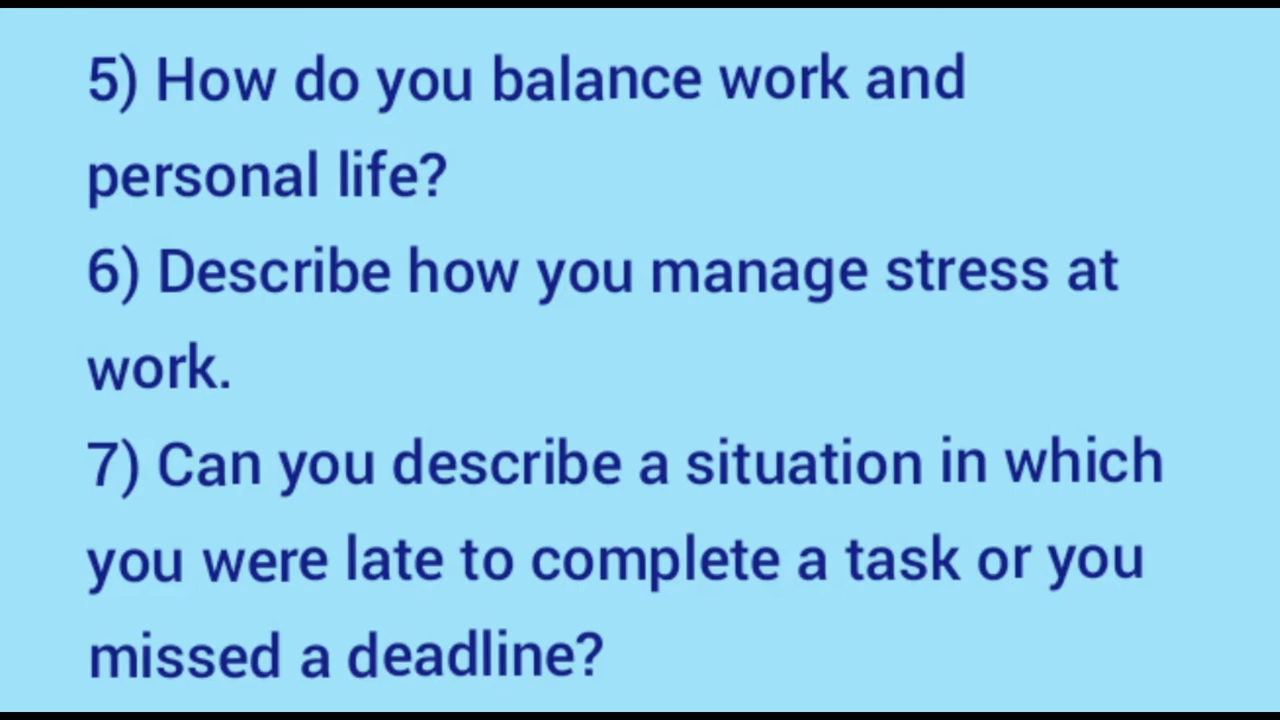 5) How do you balance work and
personal life?
6) Describe how you manage stress at
work.
7) Can you describe a situation in which
you were late to complete a task or you
missed a deadline?